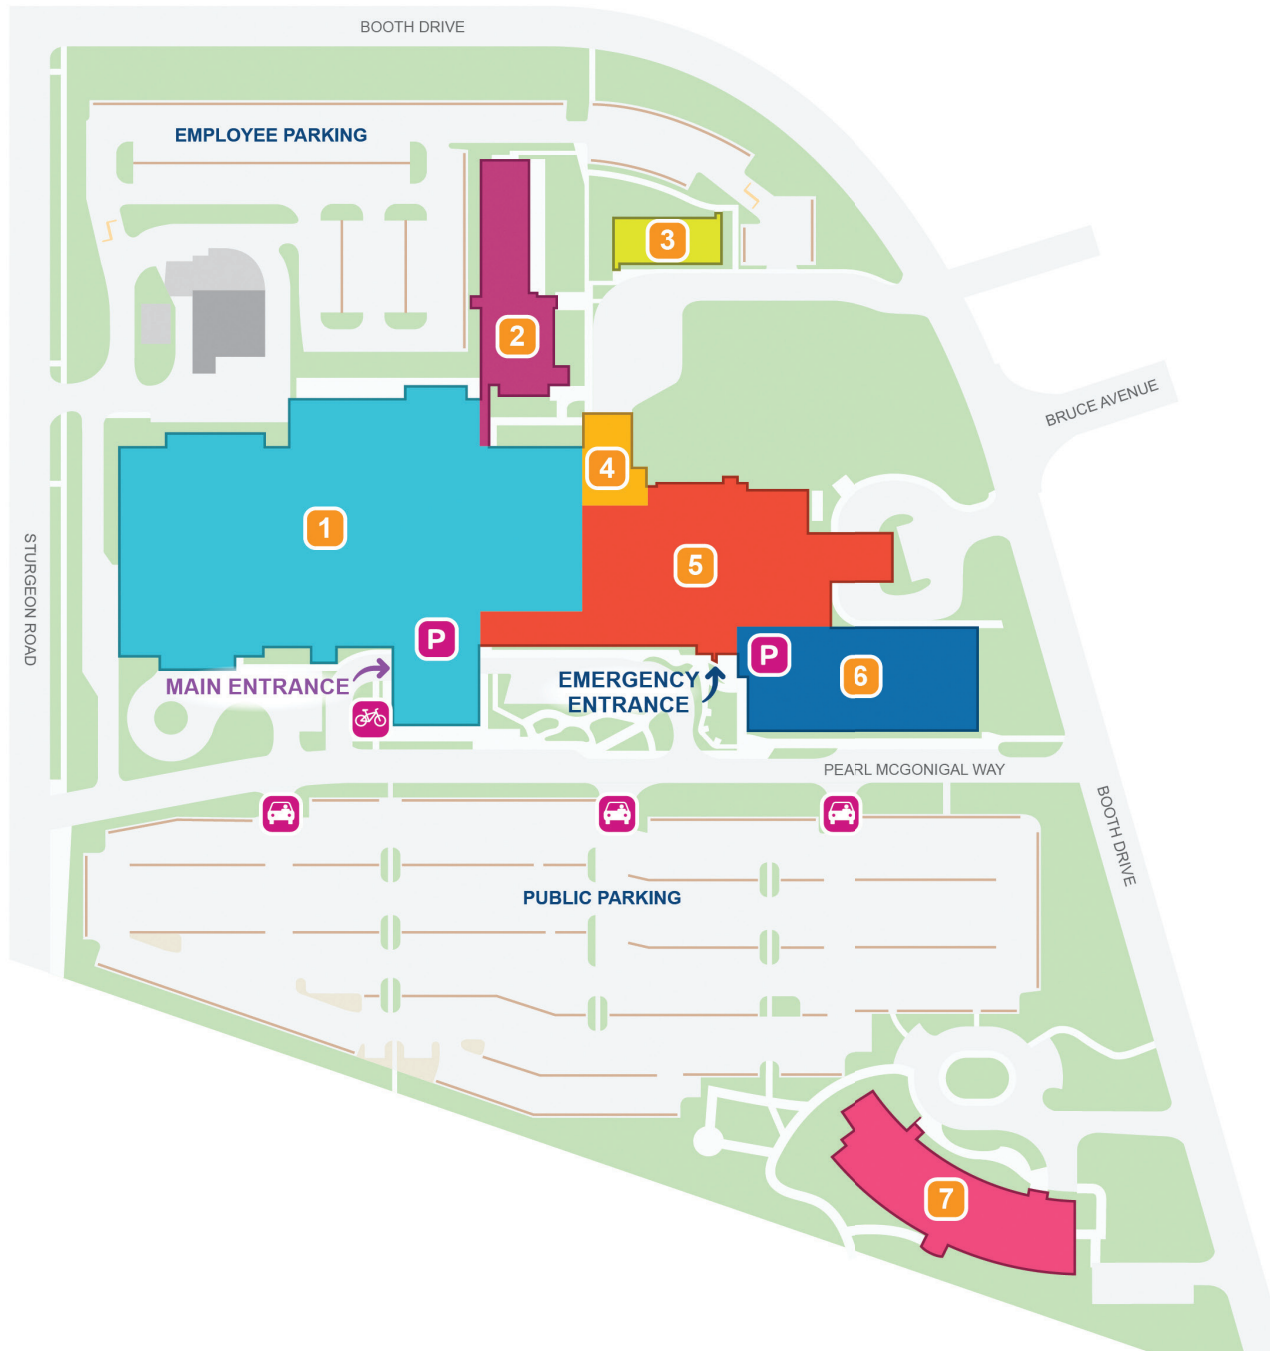 BOOTH DRIVE
EMPLOYEE PARKING
3
2
BRUCE AVENUE
4
1
STURGEON ROAD
5
P
P
MAIN ENTRANCE
EMERGENCY
ENTRANCE
6
PEARL MCGONIGAL WAY
BOOTH DRIVE
PUBLIC PARKING
7